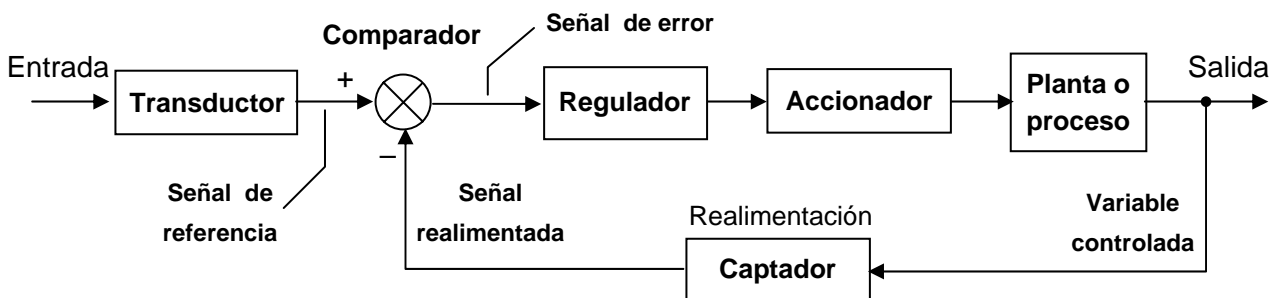 Señal de error
Comparador
Entrada
+
Transductor
Regulador
Accionador
Planta o
proceso
Salida
−
Señal de
referencia
Señal
realimentada
Realimentación
Captador
Variable
controlada